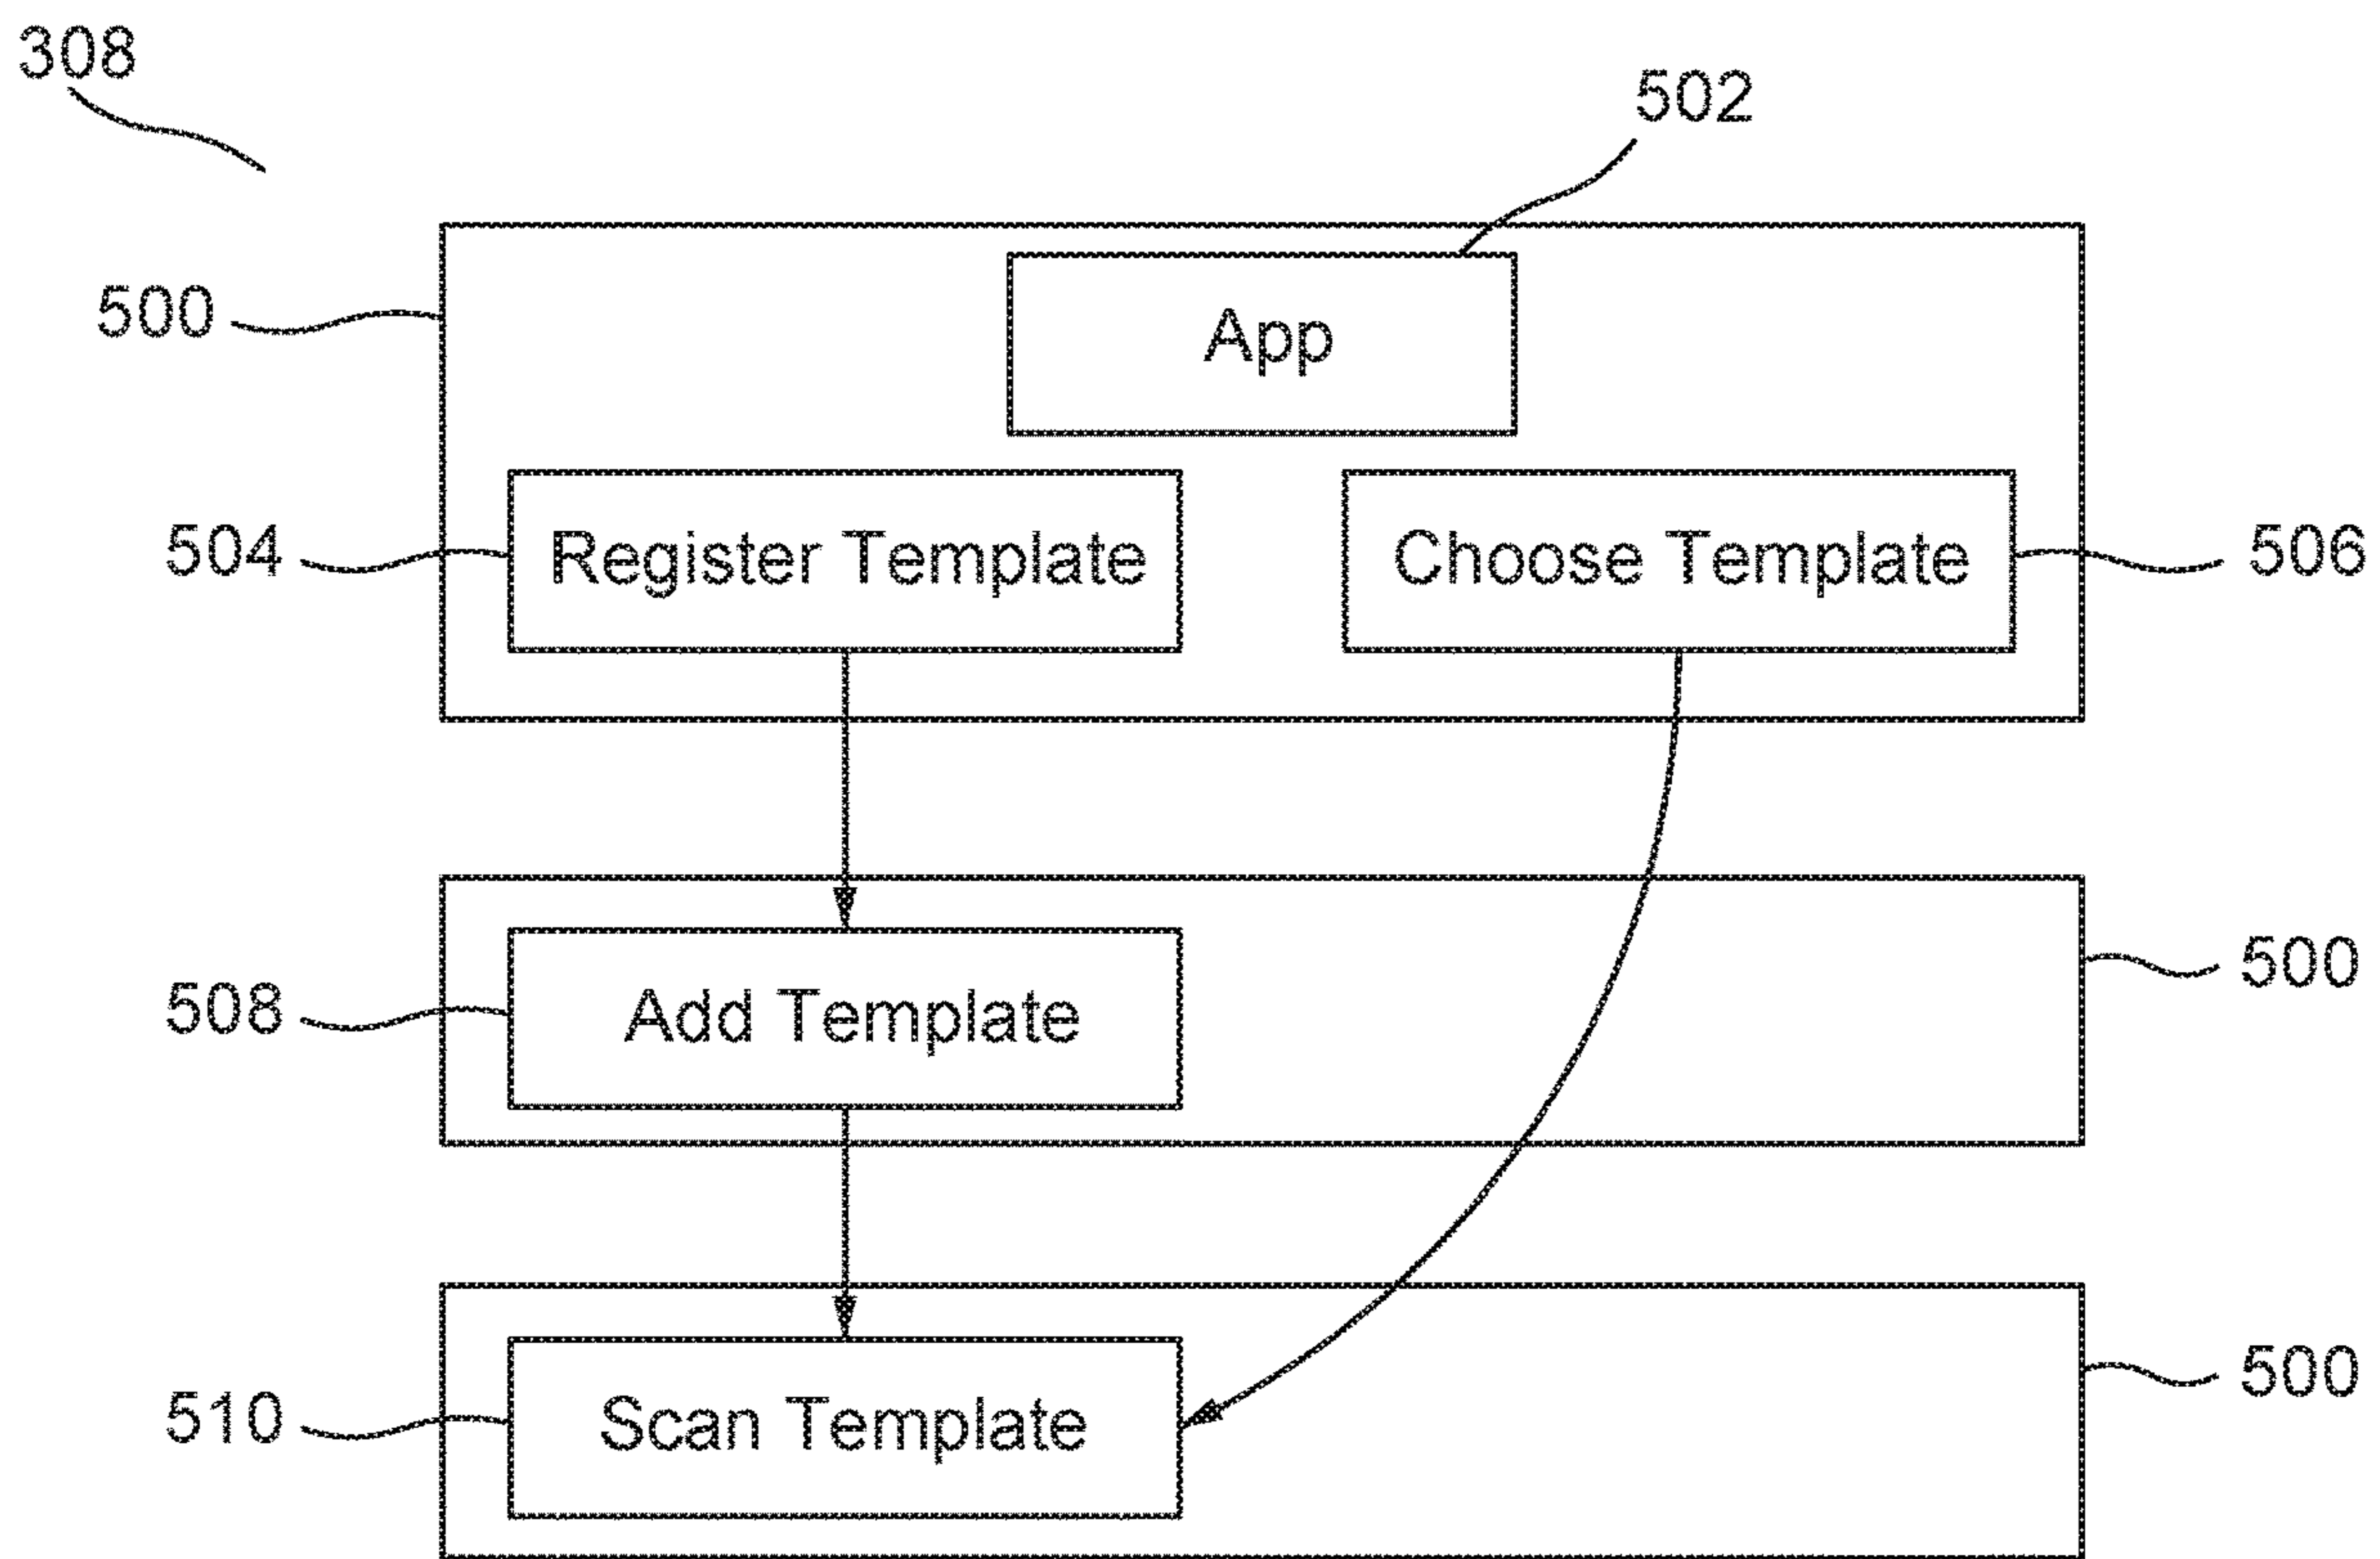 308
502
500
App
504
Register Template
Choose Template
506
500
508
Add Template
500
510
Scan Template